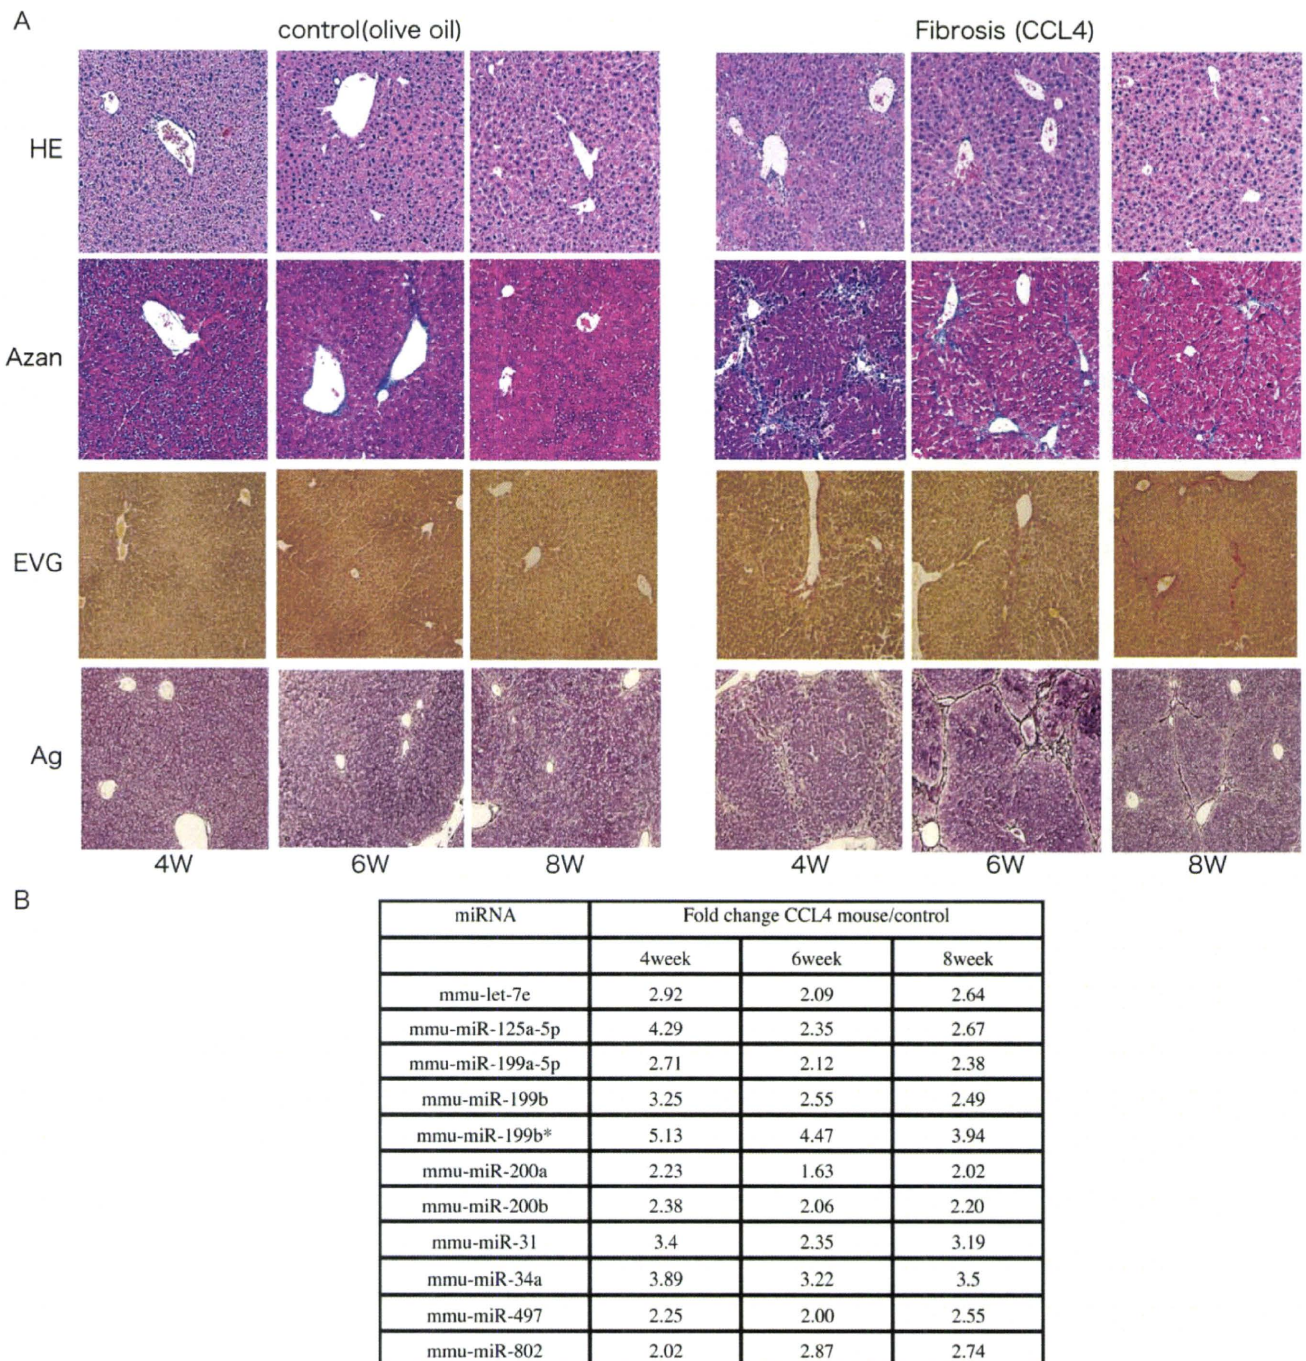 A
control(olive oil) Fibrosis (CCL4)
HE
Azan
EVG
Ag
4W 6W 8W 4W 6W 8W
B
miRNA Fold change CCL4 mouse/control
4week 6week 8week
mmu-let-7e 2.92 2.09 2.64
mmu-miR-125a-5p 4.29 2.35 2.67
mmu-miR-199a-5p 2.71 2.12 2.38
mmu-miR-199b 3.25 2.55 2.49
mmu-miR-199b* 5.13 4.47 3.94
mmu-miR-200a 2.23 1.63 2.02
mmu-miR-200b 2.38 2.06 2.20
mmu-miR-31 3.4 2.35 3.19
mmu-miR-34a 3.89 3.22 3.5
mmu-miR-497 2.25 2.00 2.55
mmu-miR-802 2.02 2.87 2.74